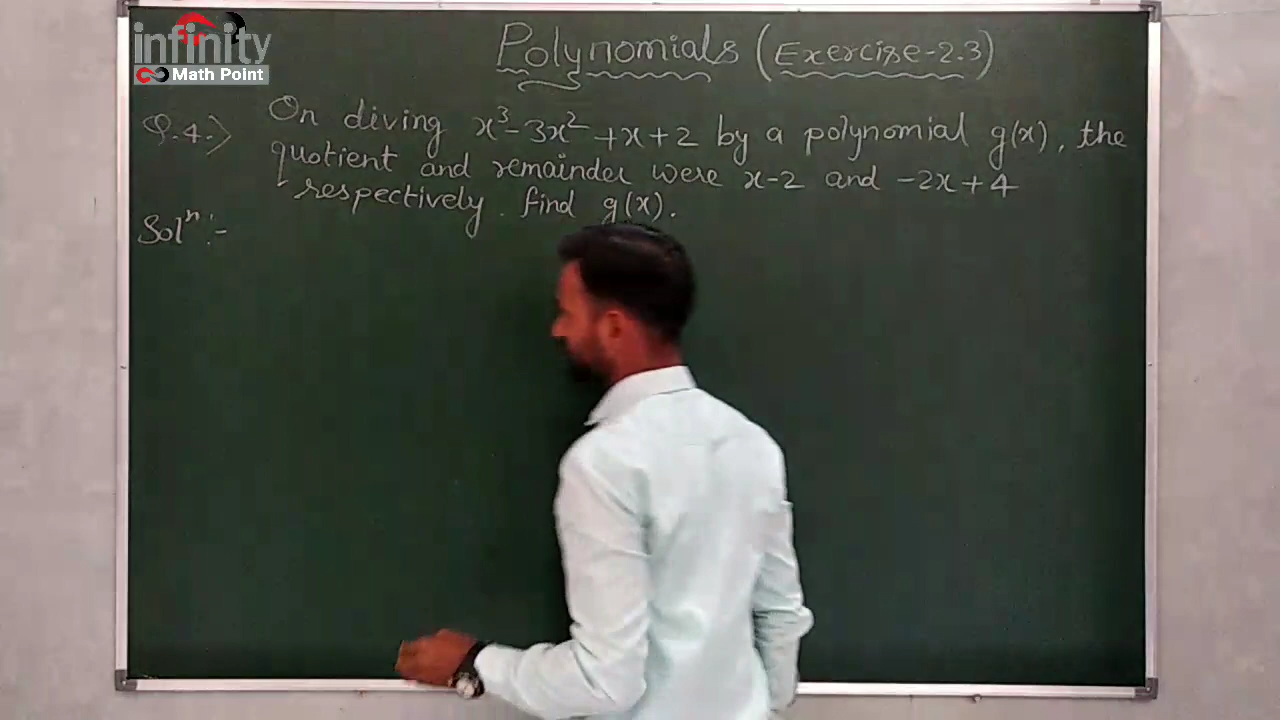 infinity
Math Point
Polynomials (Exercise-2.3)
Q.4.> On diving x³-3x²+x+2 by a polynomial g(x), the
quotient and remainder were x-2 and -2x+4
respectively. find g(x).
Solⁿ:-